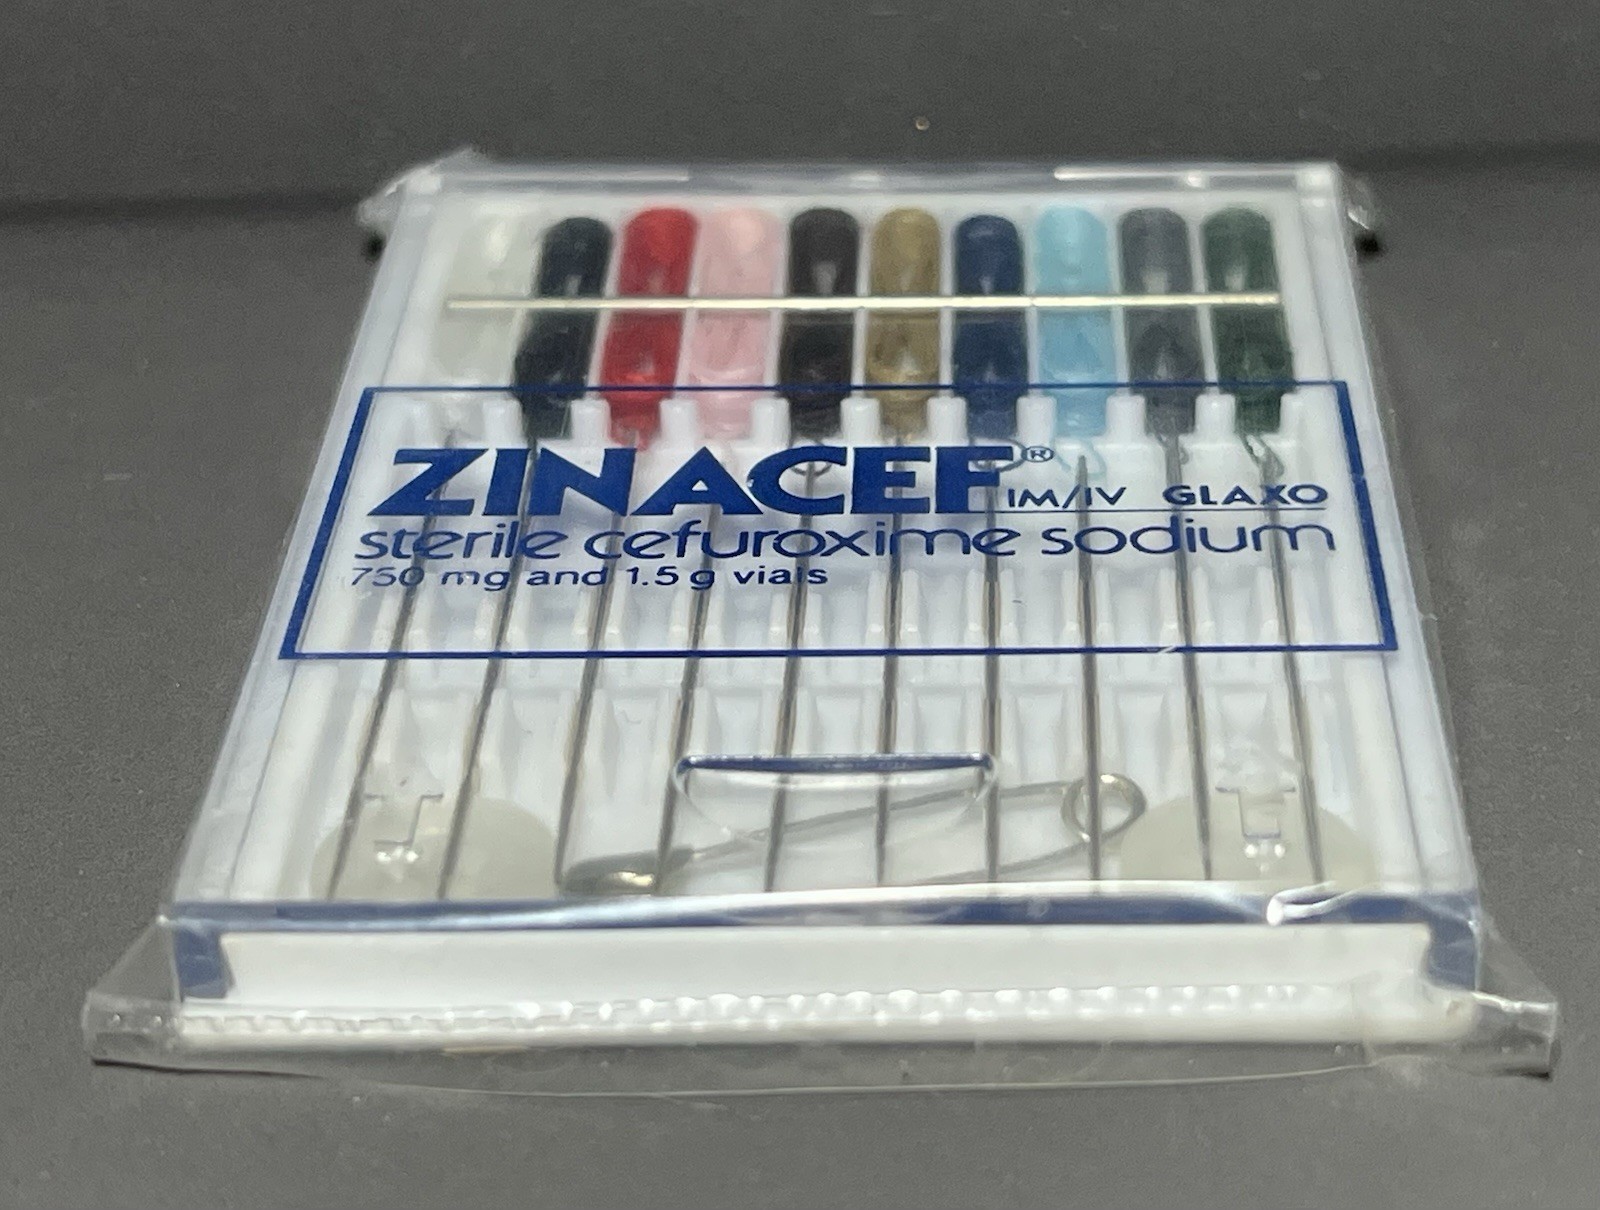 ZINACEF® IM/IV GLAXO
sterile cefuroxime sodium
750 mg and 1.5 g vials